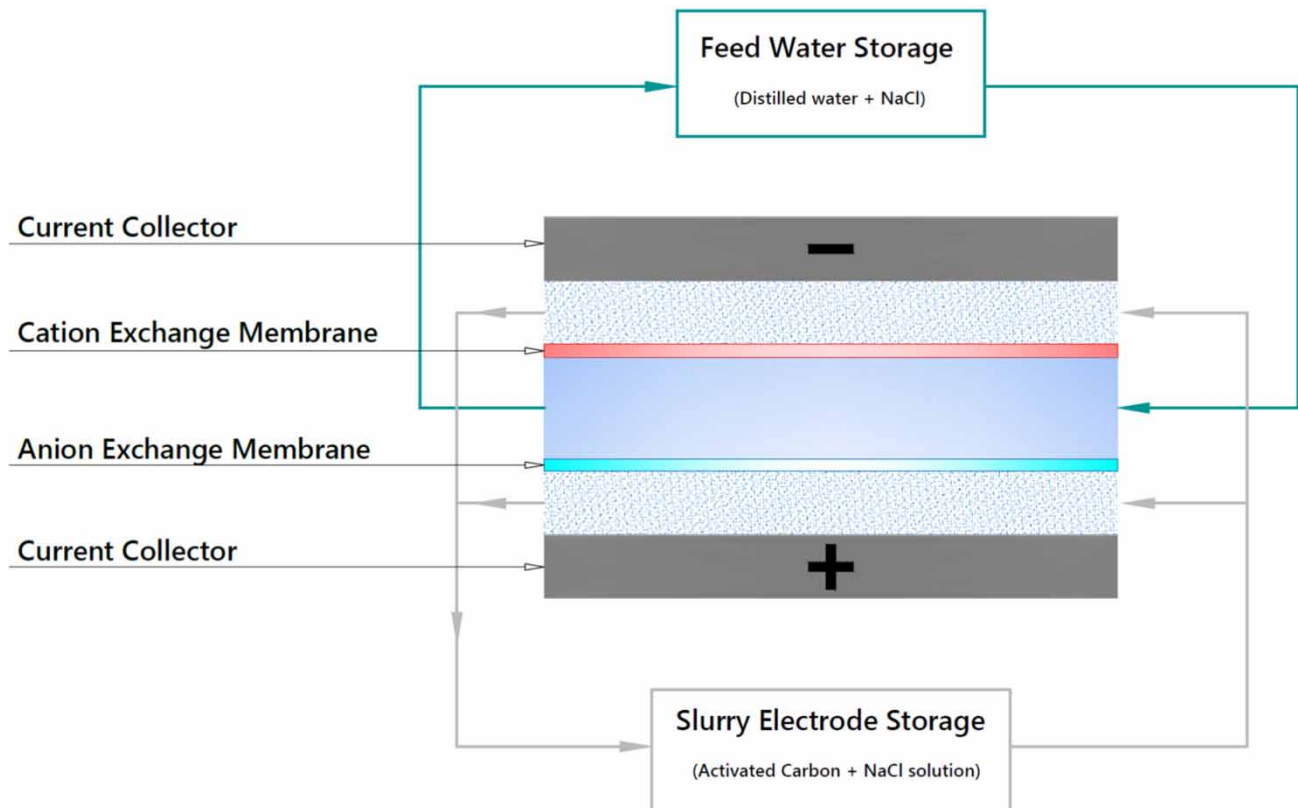 Feed Water Storage
(Distilled water + NaCl)
Current Collector
−
Cation Exchange Membrane
Anion Exchange Membrane
Current Collector
+
Slurry Electrode Storage
(Activated Carbon + NaCl solution)